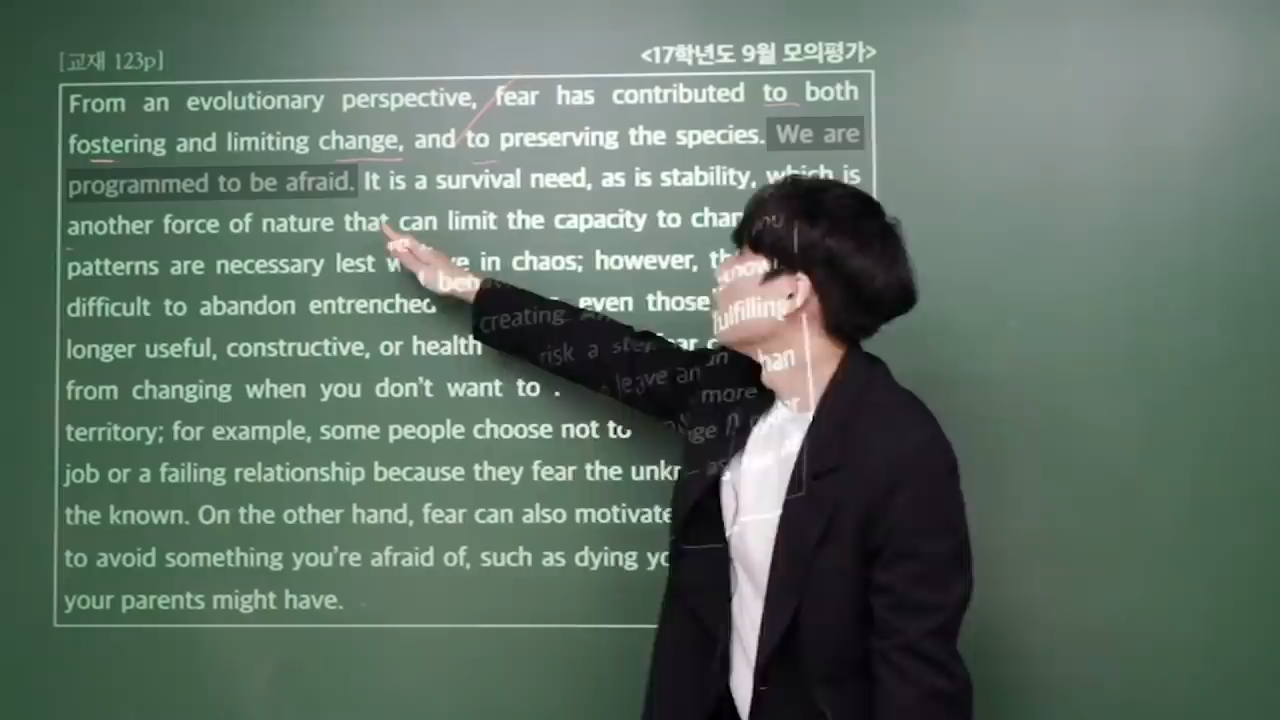 [교재 123p]
<17학년도 9월 모의평가>
From an evolutionary perspective, fear has contributed to both
fostering and limiting change, and to preserving the species. We are
programmed to be afraid. It is a survival need, as is stability, which is
another force of nature that can limit the capacity to
patterns are necessary lest in chaos; however,
difficult to abandon entrenched even those
longer useful, constructive, or
from changing when you don't want to
territory; for example, some people choose not to leave an
job or a failing relationship because they fear the more
the known. On the other hand, fear can also
to avoid something you're afraid of, such as dying
your parents might have.